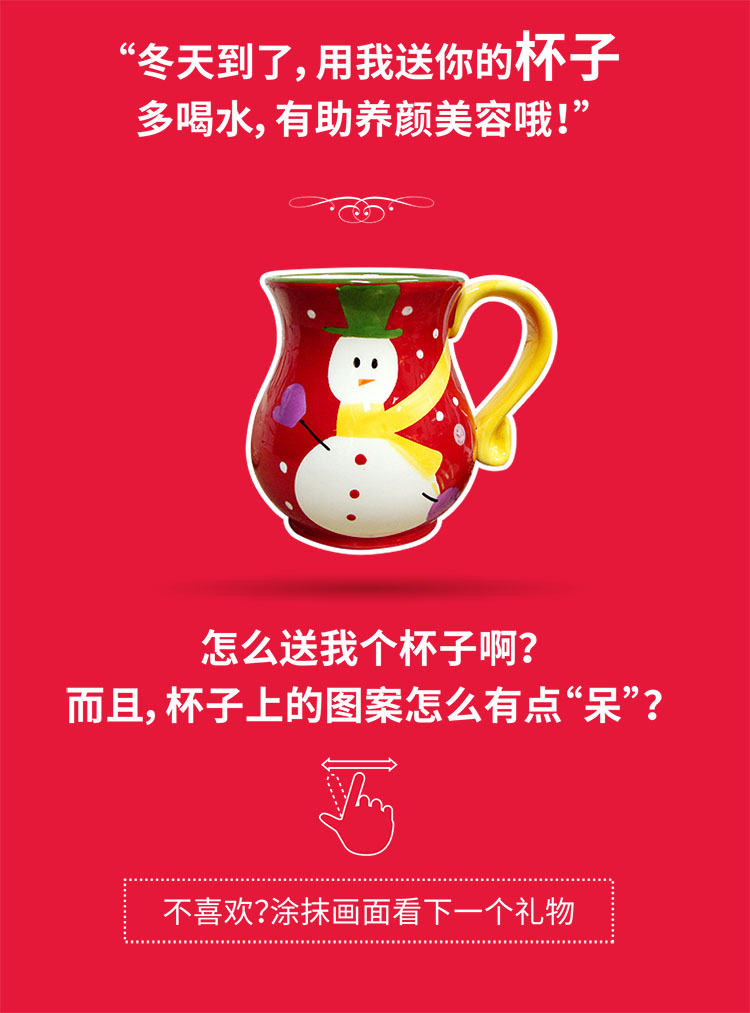 “冬天到了，用我送你的杯子
多喝水，有助养颜美容哦！”
怎么送我个杯子啊？
而且，杯子上的图案怎么有点“呆”？
不喜欢？涂抹画面看下一个礼物